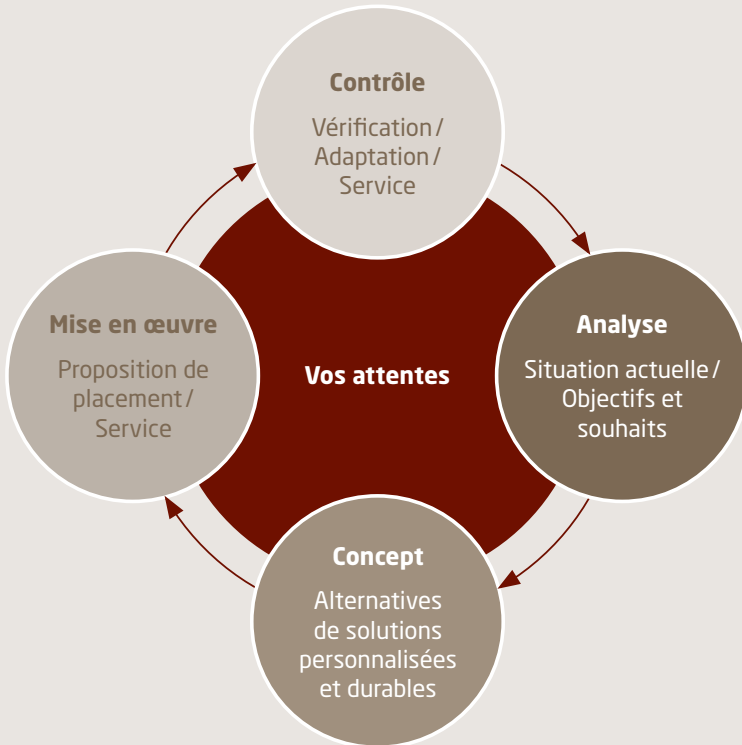 Contrôle
Vérification /
Adaptation /
Service
Mise en œuvre
Proposition de
placement /
Service
Vos attentes
Analyse
Situation actuelle /
Objectifs et
souhaits
Concept
Alternatives
de solutions
personnalisées
et durables